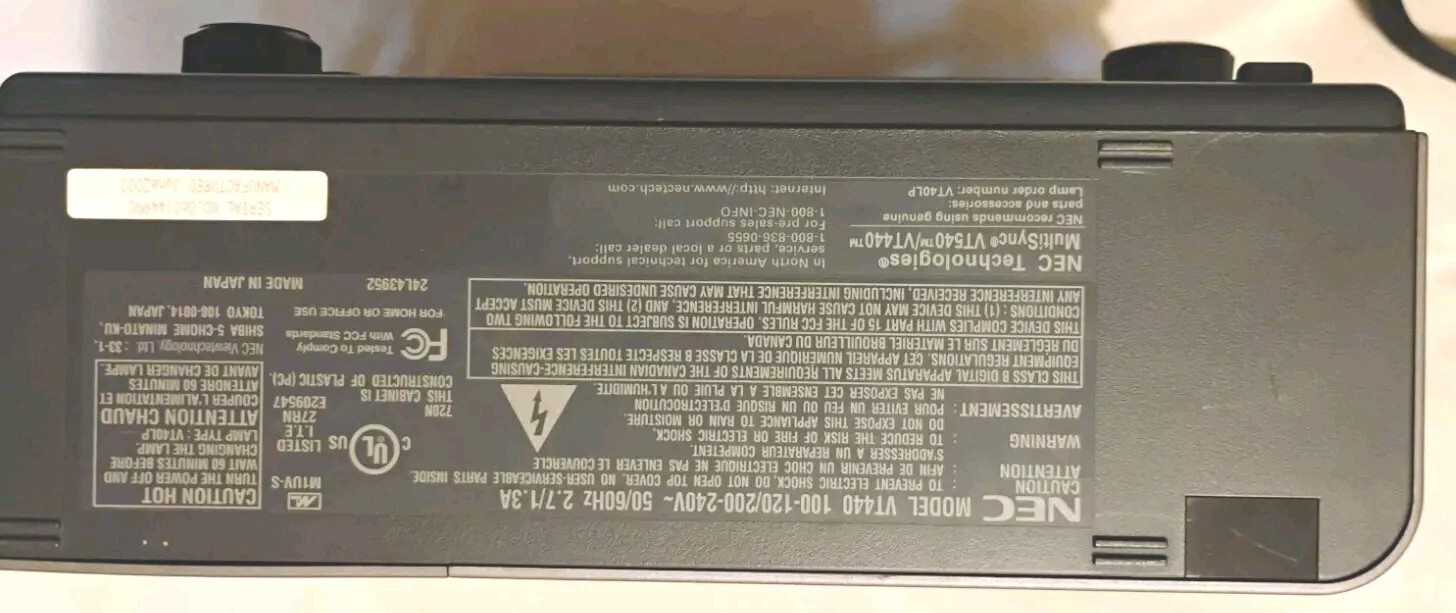 NEC MODEL VT440 100-120/200-240V~ 50/60Hz 2.7/1.3A
CAUTION : TO PREVENT ELECTRIC SHOCK, DO NOT OPEN TOP COVER. NO USER-SERVICEABLE PARTS INSIDE.
ATTENTION : AFIN DE PREVENIR UN CHOC ELECTRIQUE NE PAS ENLEVER LE COUVERCLE
S'ADDRESSER A UN REPARATEUR COMPETENT.
WARNING : TO REDUCE THE RISK OF FIRE OR ELECTRIC SHOCK,
DO NOT EXPOSE THIS APPLIANCE TO RAIN OR MOISTURE.
AVERTISSEMENT : POUR EVITER UN FEU OU UN RISQUE D'ELECTROCUTION
NE PAS EXPOSER CET ENSEMBLE A LA PLUIE OU A L'HUMIDITE.
THIS CLASS B DIGITAL APPARATUS MEETS ALL REQUIREMENTS OF THE CANADIAN INTERFERENCE-CAUSING
EQUIPMENT REGULATIONS. CET APPAREIL NUMERIQUE DE LA CLASSE B RESPECTE TOUTES LES EXIGENCES
DU REGLEMENT SUR LE MATERIEL BROUILLEUR DU CANADA.
THIS DEVICE COMPLIES WITH PART 15 OF THE FCC RULES. OPERATION IS SUBJECT TO THE FOLLOWING TWO
CONDITIONS : (1) THIS DEVICE MAY NOT CAUSE HARMFUL INTERFERENCE, AND (2) THIS DEVICE MUST ACCEPT
ANY INTERFERENCE RECEIVED, INCLUDING INTERFERENCE THAT MAY CAUSE UNDESIRED OPERATION.
M1UV-S
C UL US LISTED
I.T.E
278N
E209547
720N
THIS CABINET IS
CONSTRUCTED OF PLASTIC (PC).
FC Tested To Comply
With FCC Standards
FOR HOME OR OFFICE USE
24L43952
MADE IN JAPAN
CAUTION HOT
TURN THE POWER OFF AND
WAIT 60 MINUTES BEFORE
CHANGING THE LAMP.
LAMP TYPE : VT40LP
ATTENTION CHAUD
COUPER L'ALIMENTATION ET
ATTENDRE 60 MINUTES
AVANT DE CHANGER LAMPE.
NEC Viewtechnology, Ltd. : 33-1,
SHIBA 5-CHOME, MINATO-KU,
TOKYO 108-0014, JAPAN
NEC Technologies®
MultiSync® VT540™/VT440™
NEC recommends using genuine
parts and accessories:
Lamp order number: VT40LP
In North America for technical support,
service, parts or a local dealer call:
1-800-836-0655
For pre-sales support call:
1-800-NEC-INFO
Internet: http://www.nectech.com
SERIAL NO.
MANUFACTURED June2000